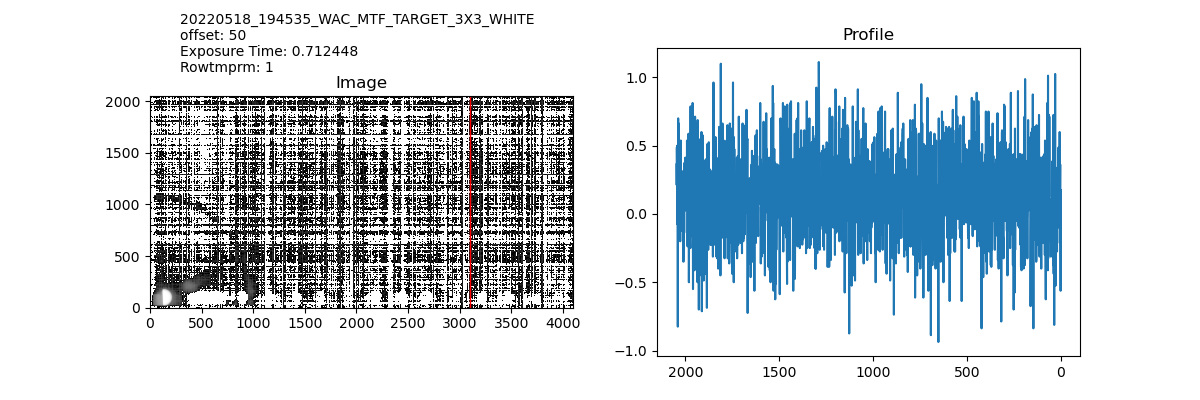 20220518_194535_WAC_MTF_TARGET_3X3_WHITE
offset: 50
Exposure Time: 0.712448
Rowtmprm: 1
Image
2000
1500
1000
500
0
0 500 1000 1500 2000 2500 3000 3500 4000
Profile
1.0
0.5
0.0
−0.5
−1.0
2000 1500 1000 500 0